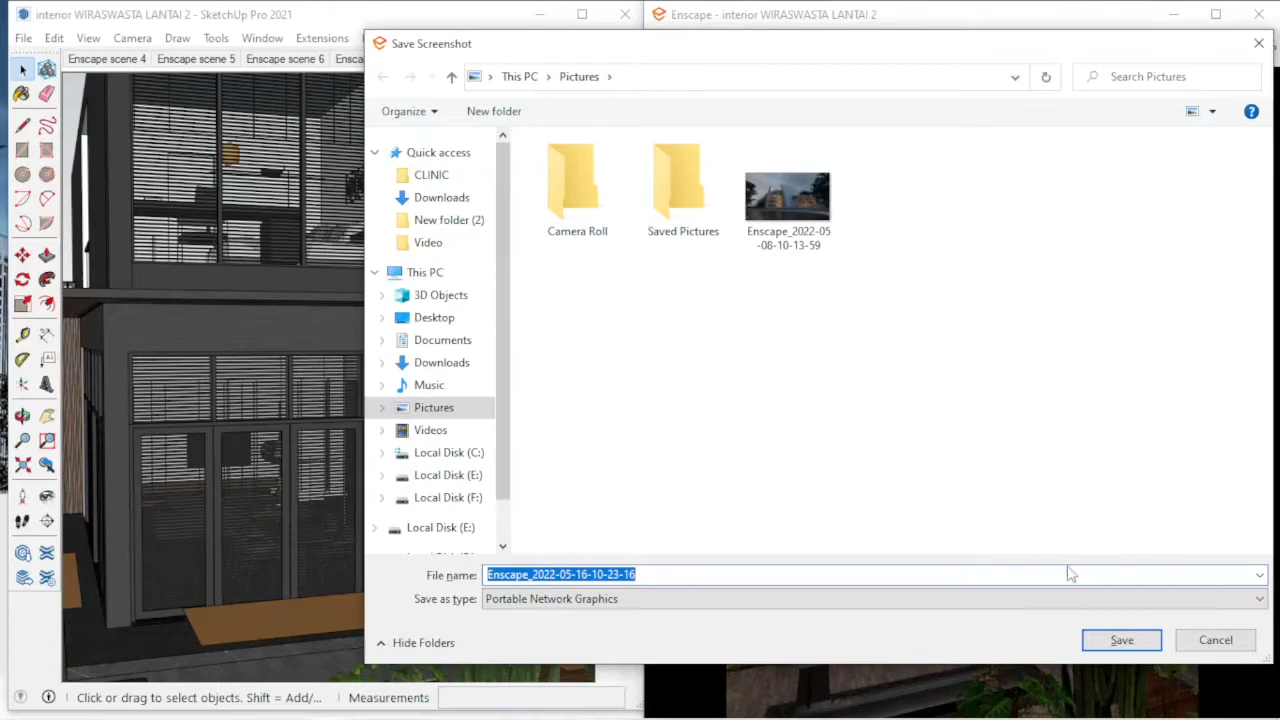 interior WIRASWASTA LANTAI 2 - SketchUp Pro 2021
Enscape - interior WIRASWASTA LANTAI 2
File Edit View Camera Draw Tools Window Extensions
Enscape scene 4 Enscape scene 5 Enscape scene 6
Save Screenshot
This PC > Pictures >
Search Pictures
Organize
New folder
Quick access
CLINIC
Downloads
New folder (2)
Video
This PC
3D Objects
Desktop
Documents
Downloads
Music
Pictures
Videos
Local Disk (C:)
Local Disk (E:)
Local Disk (F:)
Local Disk (E:)
Camera Roll
Saved Pictures
Enscape_2022-05
-08-10-13-59
File name: Enscape_2022-05-16-10-23-16
Save as type: Portable Network Graphics
Hide Folders
Save
Cancel
Click or drag to select objects. Shift = Add/...
Measurements